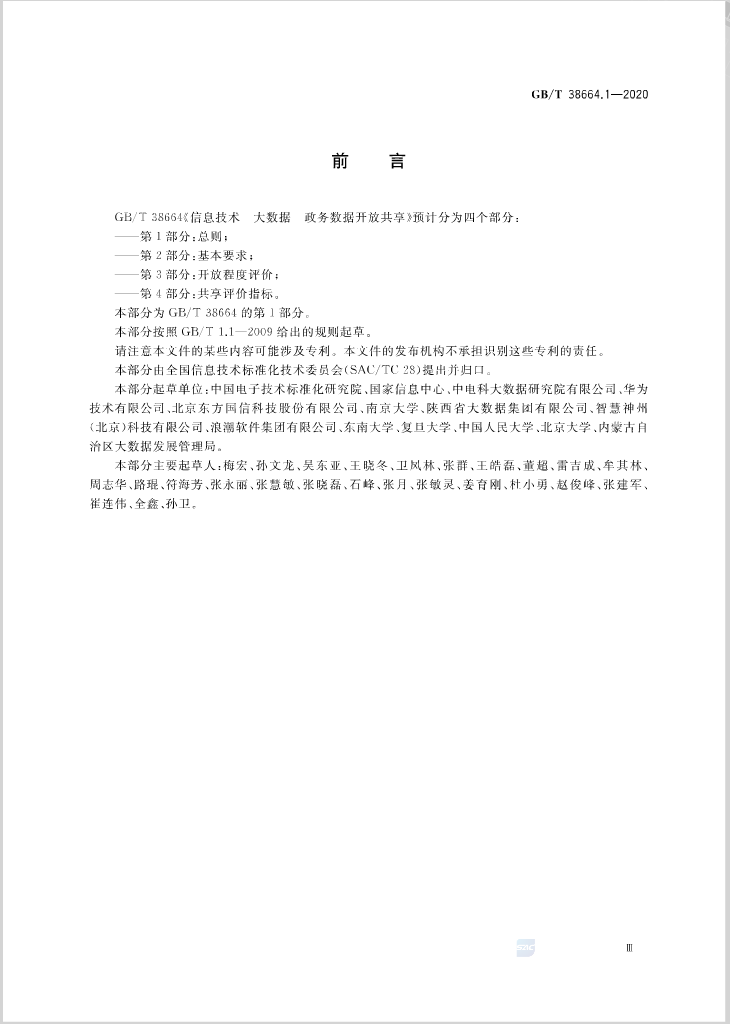 GB/T 38664.1—2020
前 言
GB/T 38664《信息技术 大数据 政务数据开放共享》预计分为四个部分:
——第 1 部分:总则;
——第 2 部分:基本要求;
——第 3 部分:开放程度评价;
——第 4 部分:共享评价指标。
本部分为 GB/T 38664 的第 1 部分。
本部分按照 GB/T 1.1—2009 给出的规则起草。
请注意本文件的某些内容可能涉及专利。本文件的发布机构不承担识别这些专利的责任。
本部分由全国信息技术标准化技术委员会(SAC/TC 28)提出并归口。
本部分起草单位:中国电子技术标准化研究院、国家信息中心、中电科大数据研究院有限公司、华为
技术有限公司、北京东方国信科技股份有限公司、南京大学、陕西省大数据集团有限公司、智慧神州
(北京)科技有限公司、浪潮软件集团有限公司、东南大学、复旦大学、中国人民大学、北京大学、内蒙古自
治区大数据发展管理局。
本部分主要起草人:梅宏、孙文龙、吴东亚、王晓冬、卫凤林、张群、王皓磊、董超、雷吉成、牟其林、
周志华、路琨、符海芳、张永丽、张慧敏、张晓磊、石峰、张月、张敏灵、姜育刚、杜小勇、赵俊峰、张建军、
崔连伟、全鑫、孙卫。
SAC
Ⅲ